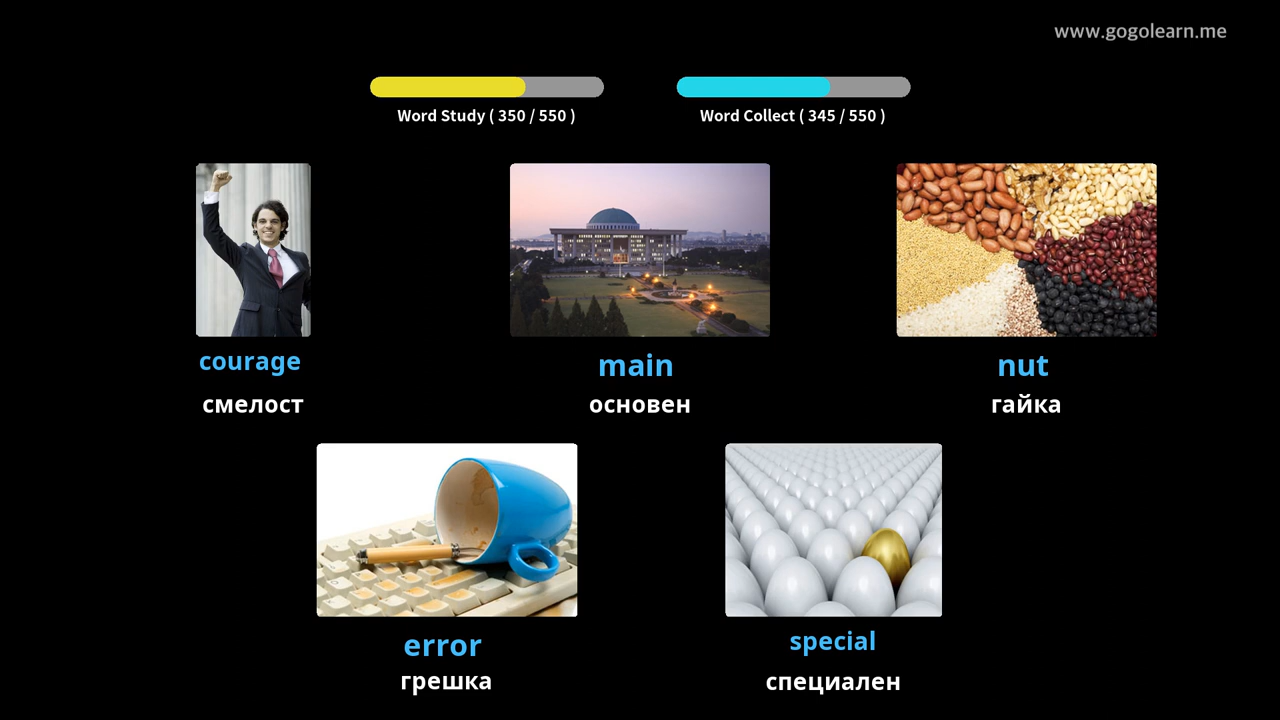 www.gogolearn.me
Word Study ( 350 / 550 )
Word Collect ( 345 / 550 )
courage
main
nut
смелост
основен
гайка
error
special
грешка
специален